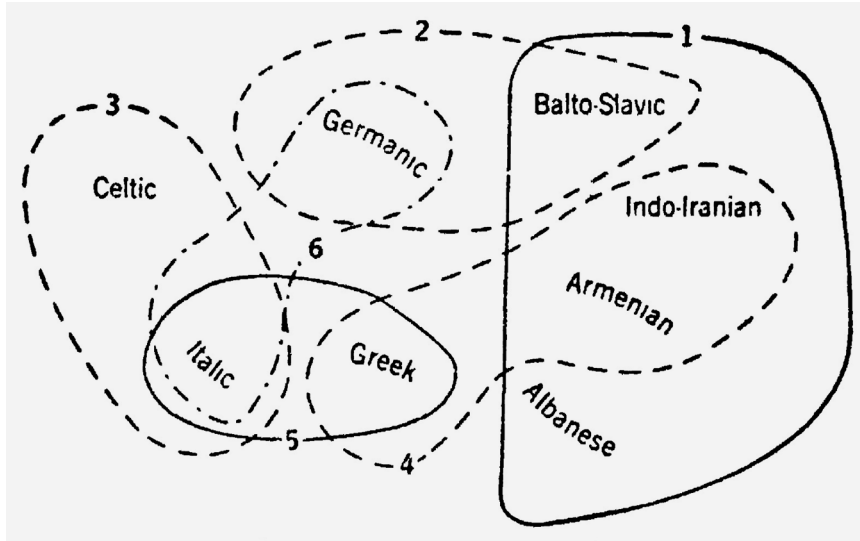 2
1
3
Balto-Slavic
Germanic
Celtic
Indo-Iranian
6
Armenian
Italic
Greek
Albanese
5
4